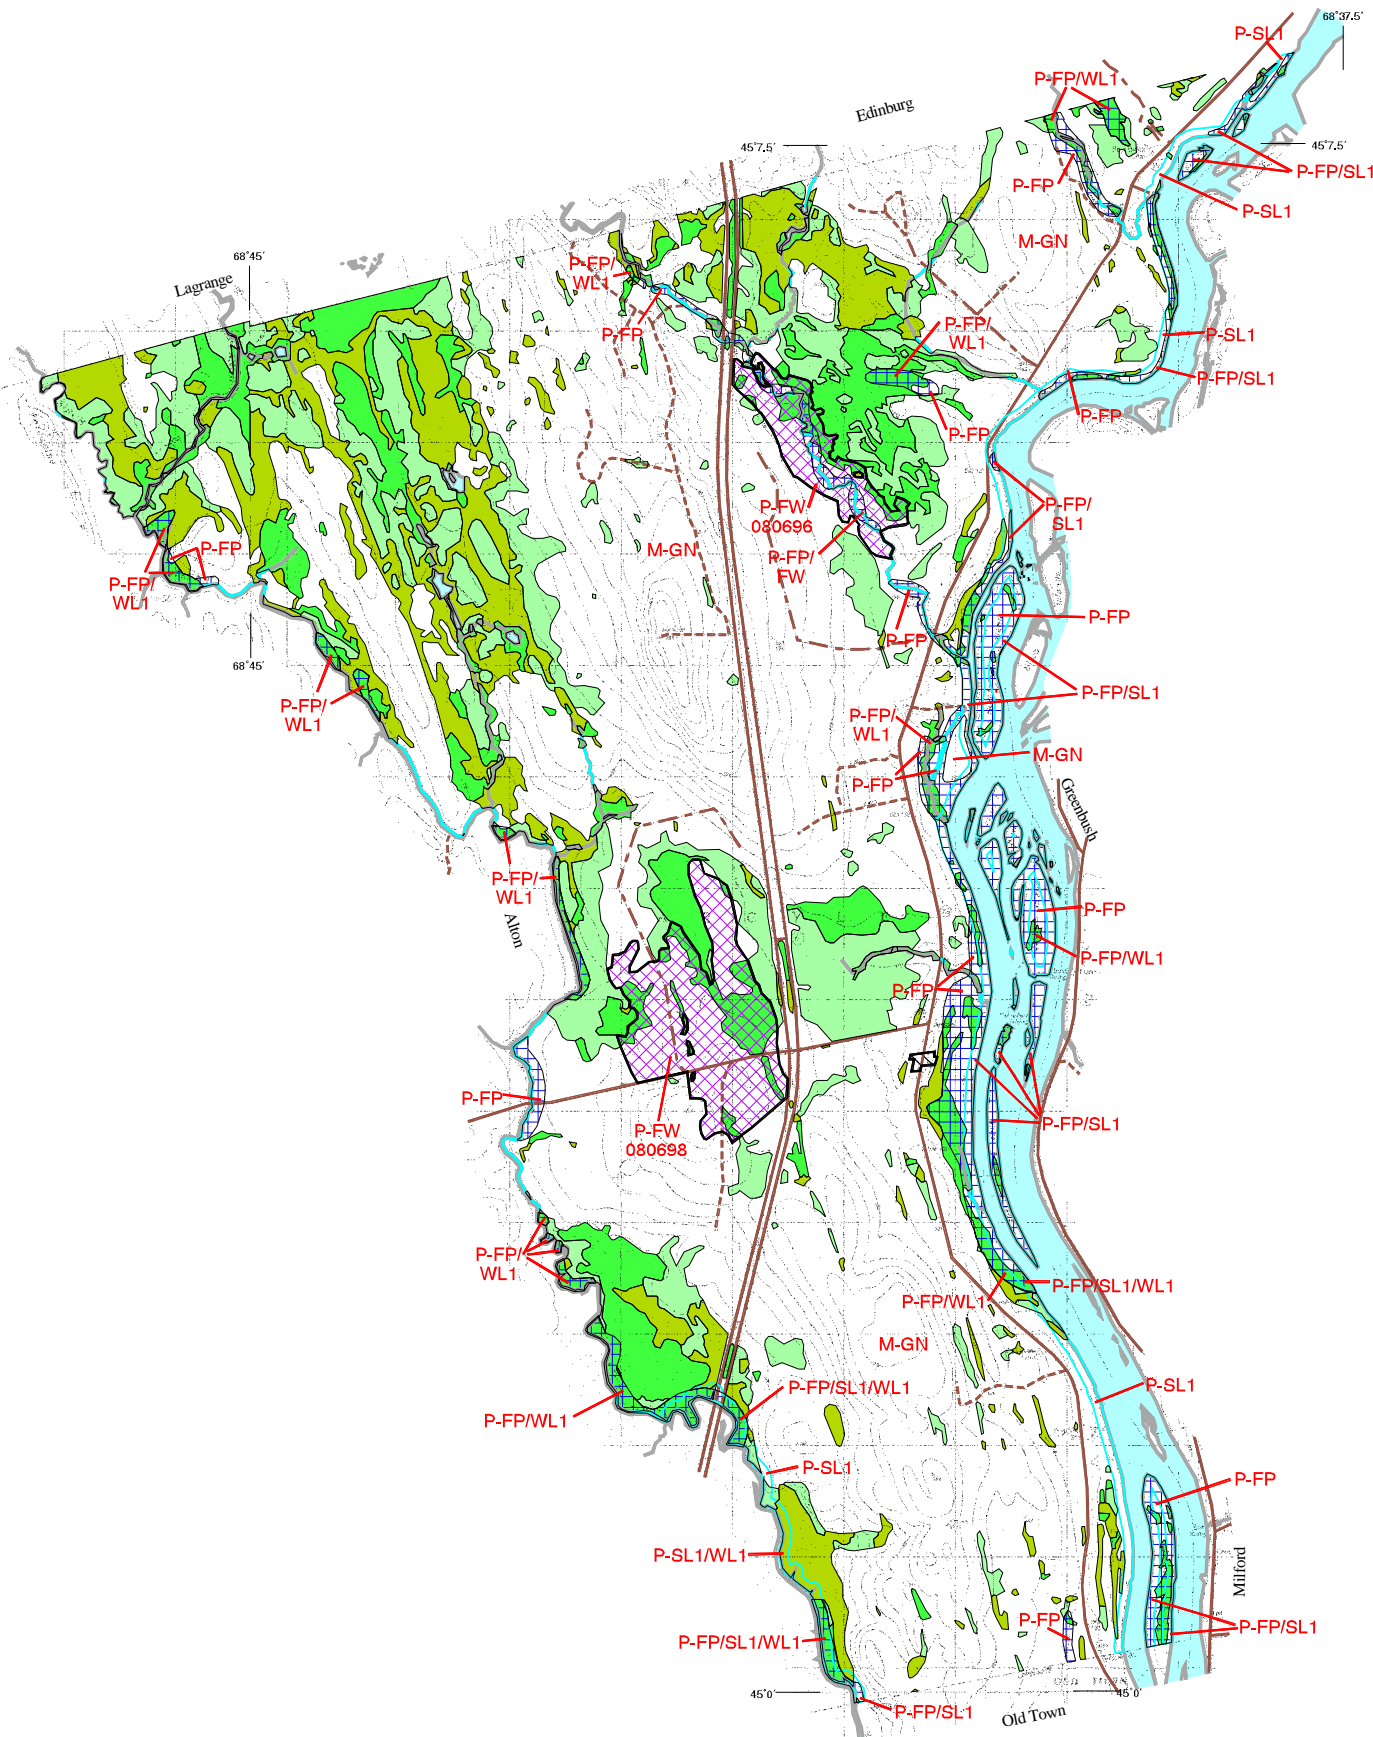 68°37.5'
P-SL1
P-FP/WL1
Edinburg
45°7.5'
45°7.5'
P-FP/SL1
P-FP
P-SL1
M-GN
68°45'
Lagrange
P-FP/
WL1
P-FP
P-FP/
WL1
P-SL1
P-FP/SL1
P-FP
P-FP
P-FW
080696
P-FP/
SL1
M-GN
P-FP/
FW
P-FP
P-FP/
WL1
P-FP
P-FP
68°45'
P-FP/SL1
P-FP/
WL1
P-FP/
WL1
M-GN
P-FP
Greenbush
P-FP/
WL1
Alton
P-FP
P-FP/WL1
P-FP
P-FP
P-FW
080698
P-FP/SL1
P-FP/
WL1
P-FP/SL1/WL1
P-FP/WL1
M-GN
P-SL1
P-FP/SL1/WL1
P-FP/WL1
P-SL1
P-FP
P-SL1/WL1
Milford
P-FP
P-FP/SL1
P-FP/SL1/WL1
45°0'
45°0'
P-FP/SL1
Old Town